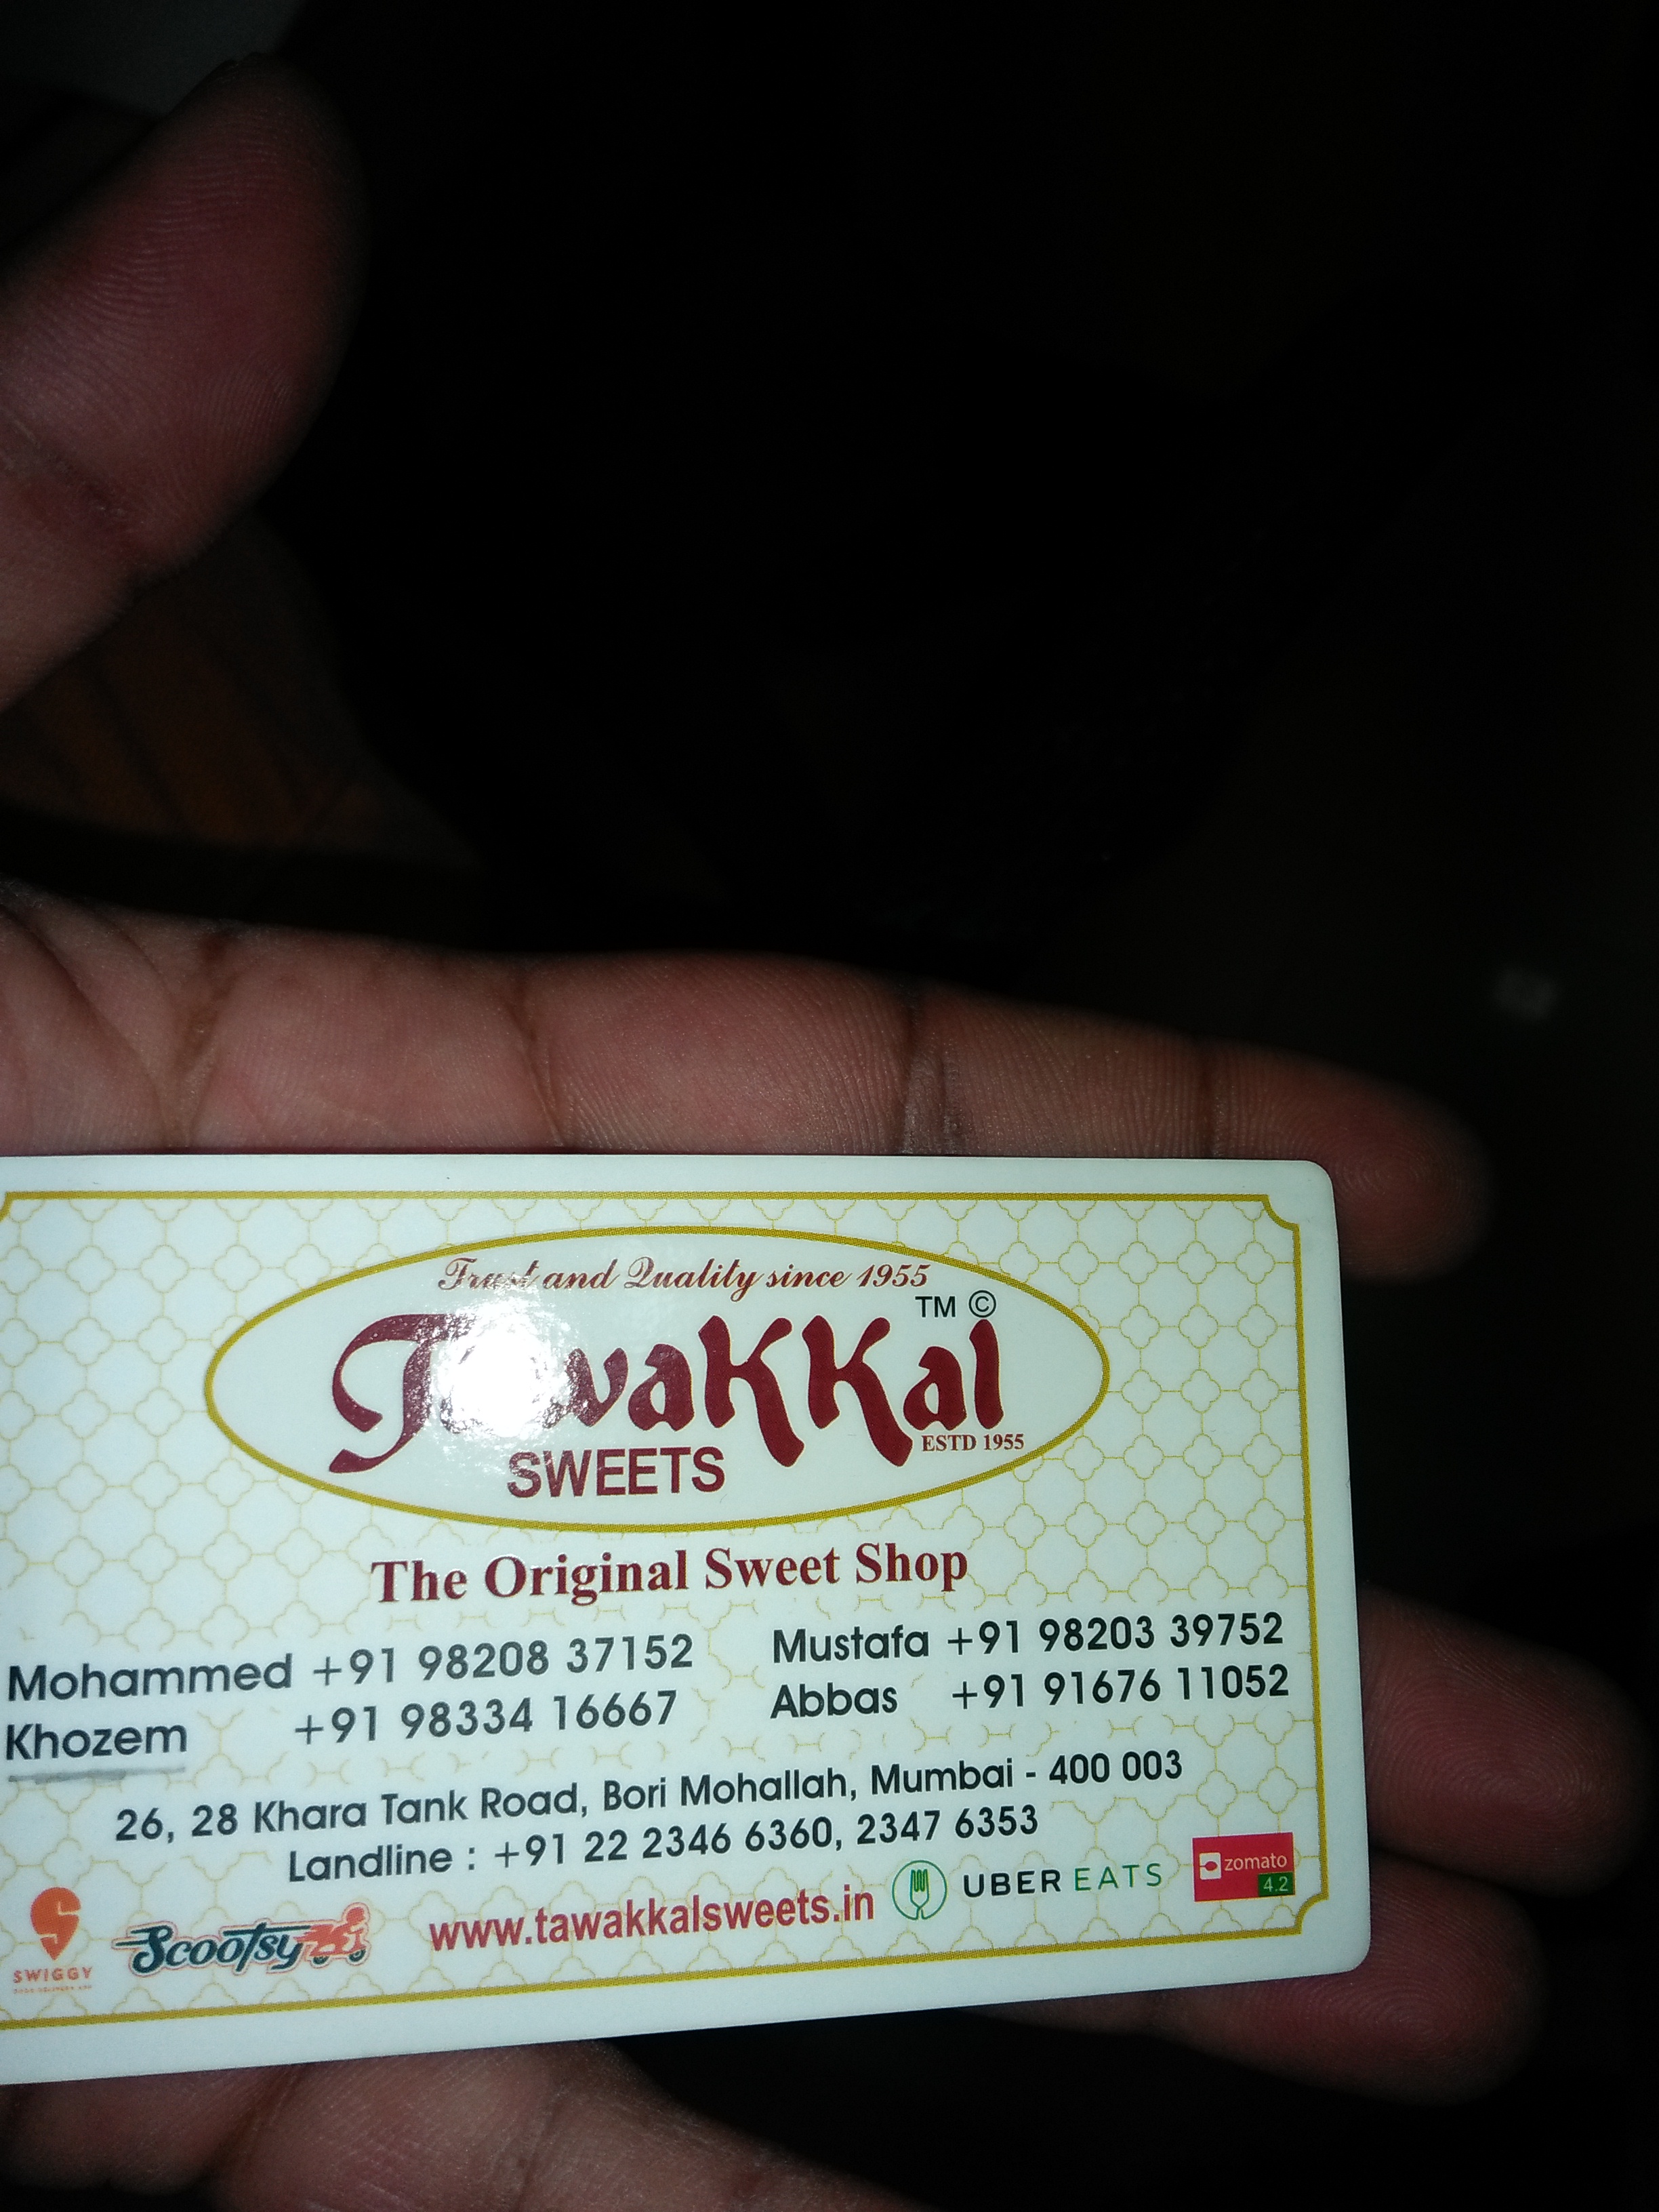 Trust and Quality since 1955
TM ©
Tawakkal
ESTD 1955
SWEETS
The Original Sweet Shop
Mohammed +91 98208 37152 Mustafa +91 98203 39752
Khozem +91 98334 16667 Abbas +91 91676 11052
26, 28 Khara Tank Road, Bori Mohallah, Mumbai - 400 003
Landline : +91 22 2346 6360, 2347 6353
SWIGGY Scootsy www.tawakkalsweets.in UBER EATS zomato
4.2